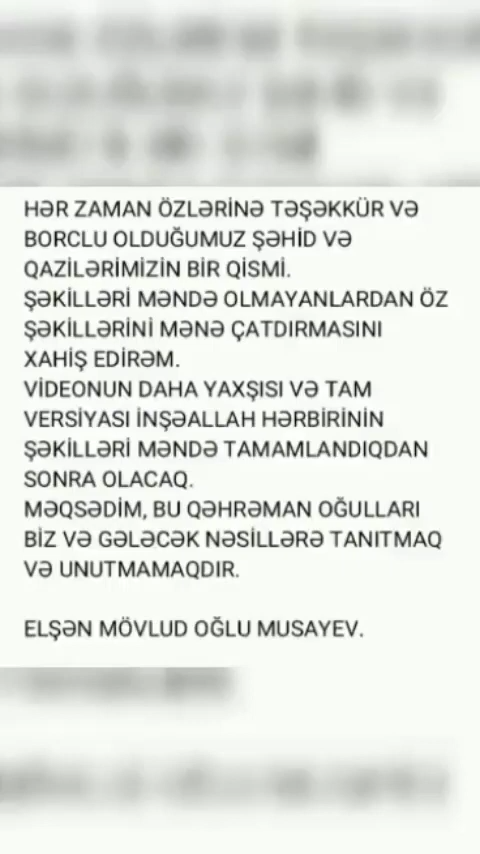 HƏR ZAMAN ÖZLƏRİNƏ TƏŞƏKKÜR VƏ
BORCLU OLDUĞUMUZ ŞƏHİD VƏ
QAZİLƏRİMİZİN BİR QİSMİ.
ŞƏKİLLƏRİ MƏNDƏ OLMAYANLARDAN ÖZ
ŞƏKİLLƏRİNİ MƏNƏ ÇATDIRMASINI
XAHİŞ EDİRƏM.
VİDEONUN DAHA YAXŞISI VƏ TAM
VERSİYASI İNŞƏALLAH HƏRBİRİNİN
ŞƏKİLLƏRİ MƏNDƏ TAMAMLANDIQDAN
SONRA OLACAQ.
MƏQSƏDİM, BU QƏHRƏMAN OĞULLARI
BİZ VƏ GƏLƏCƏK NƏSİLLƏRƏ TANITMAQ
VƏ UNUTMAMAQDIR.
ELŞƏN MÖVLUD OĞLU MUSAYEV.